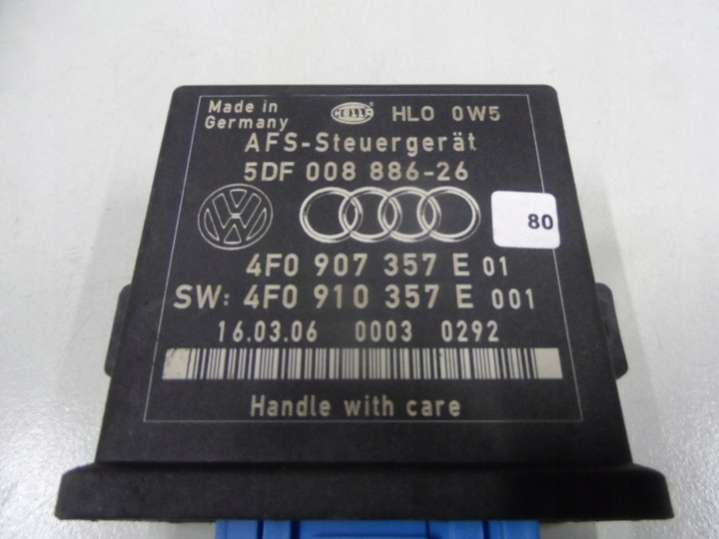 Made in
Germany
HELLA HLO 0W5
AFS-Steuergerät
5DF 008 886-26
VW
80
4F0 907 357 E 01
SW: 4F0 910 357 E 001
16.03.06 0003 0292
Handle with care